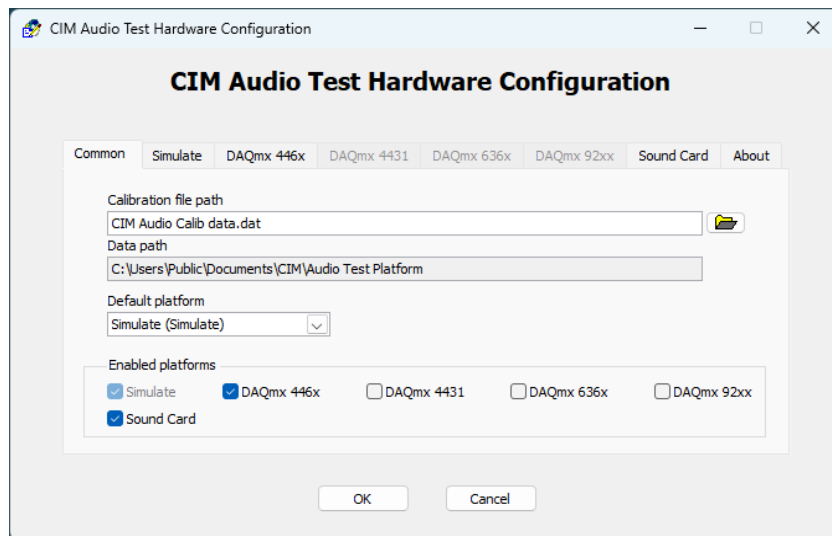 CIM Audio Test Hardware Configuration
CIM Audio Test Hardware Configuration
Common Simulate DAQmx 446x DAQmx 4431 DAQmx 636x DAQmx 92xx Sound Card About
Calibration file path
CIM Audio Calib data.dat
Data path
C:\Users\Public\Documents\CIM\Audio Test Platform
Default platform
Simulate (Simulate)
Enabled platforms
Simulate DAQmx 446x DAQmx 4431 DAQmx 636x DAQmx 92xx
Sound Card
OK Cancel